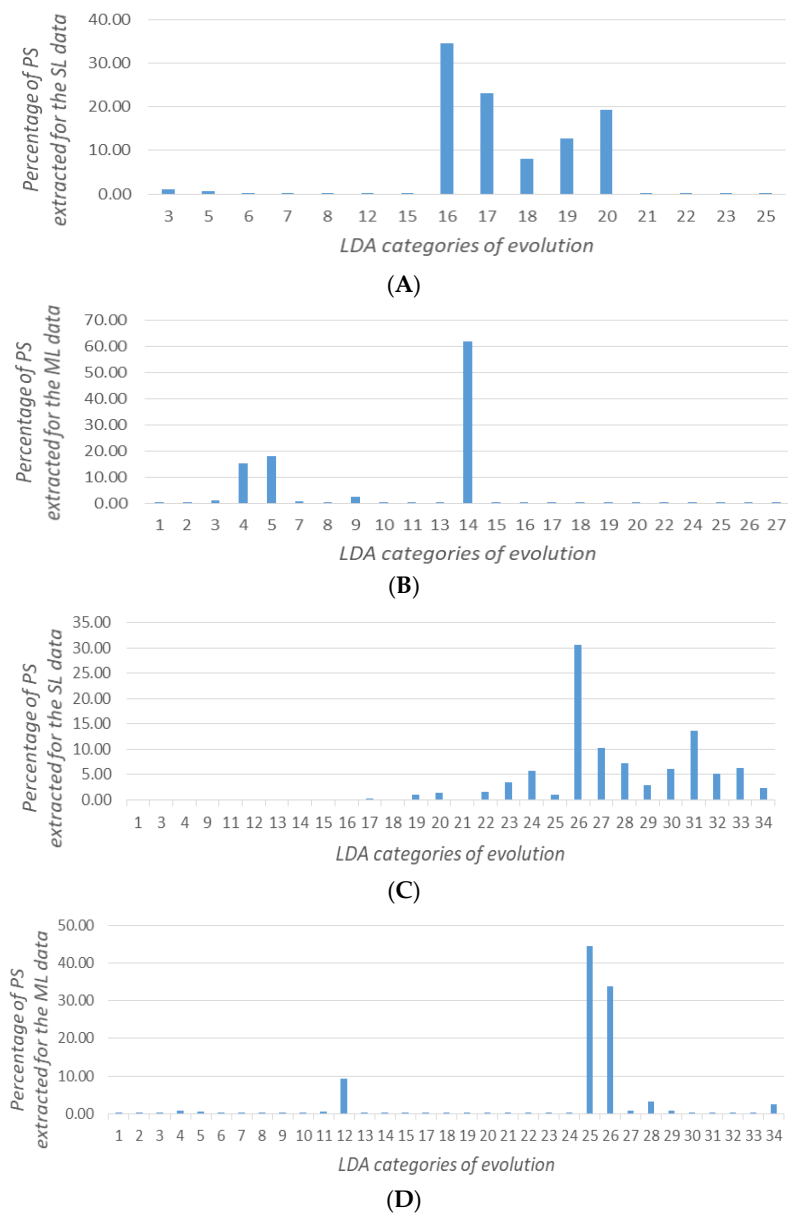 Percentage of PS
extracted for the SL data
40.00
30.00
20.00
10.00
0.00
3 5 6 7 8 12 15 16 17 18 19 20 21 22 23 25
LDA categories of evolution
(A)
Percentage of PS
extracted for the ML data
70.00
60.00
50.00
40.00
30.00
20.00
10.00
0.00
1 2 3 4 5 7 8 9 10 11 13 14 15 16 17 18 19 20 22 24 25 26 27
LDA categories of evolution
(B)
Percentage of PS
extracted for the SL data
35.00
30.00
25.00
20.00
15.00
10.00
5.00
0.00
1 3 4 9 11 12 13 14 15 16 17 18 19 20 21 22 23 24 25 26 27 28 29 30 31 32 33 34
LDA categories of evolution
(C)
Percentage of PS
extracted for the ML data
50.00
40.00
30.00
20.00
10.00
0.00
1 2 3 4 5 6 7 8 9 10 11 12 13 14 15 16 17 18 19 20 21 22 23 24 25 26 27 28 29 30 31 32 33 34
LDA categories of evolution
(D)